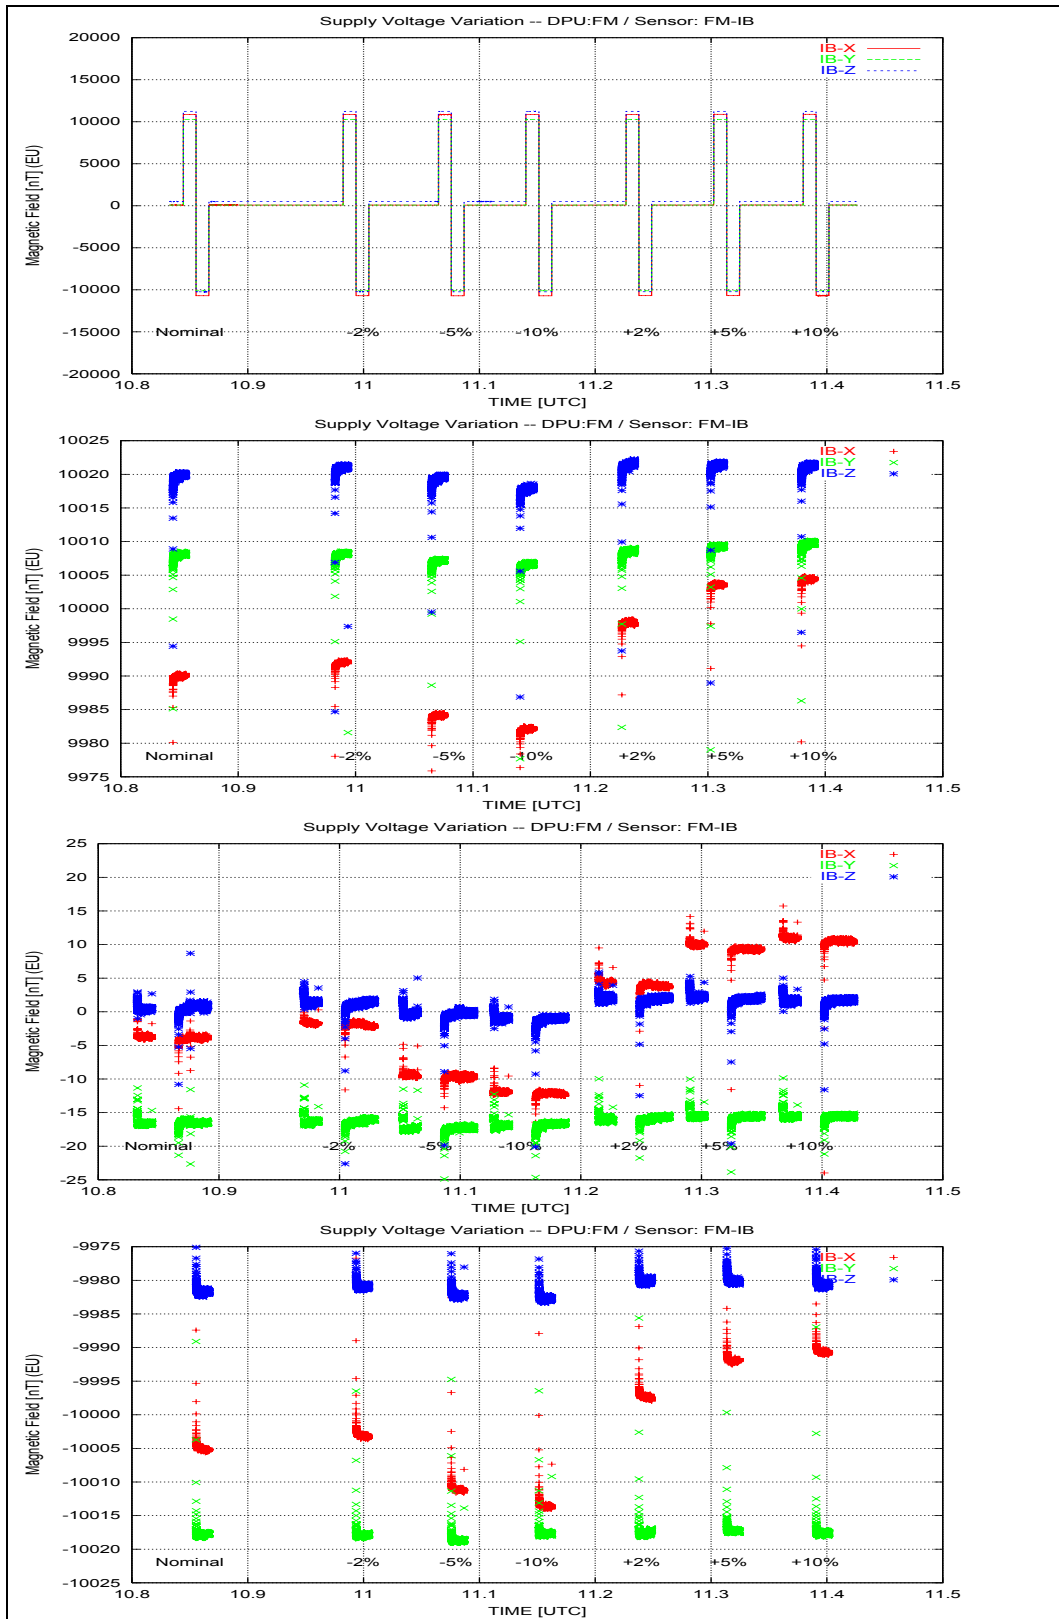 Supply Voltage Variation -- DPU:FM / Sensor: FM-IB
20000
15000
10000
5000
0
-5000
-10000
-15000
-20000
Magnetic Field [nT] (EU)
IB-X
IB-Y
IB-Z
Nominal -2% -5% -10% +2% +5% +10%
10.8 10.9 11 11.1 11.2 11.3 11.4 11.5
TIME [UTC]
Supply Voltage Variation -- DPU:FM / Sensor: FM-IB
10025
10020
10015
10010
10005
10000
9995
9990
9985
9980
9975
Magnetic Field [nT] (EU)
IB-X
IB-Y
IB-Z
Nominal -2% -5% -10% +2% +5% +10%
10.8 10.9 11 11.1 11.2 11.3 11.4 11.5
TIME [UTC]
Supply Voltage Variation -- DPU:FM / Sensor: FM-IB
25
20
15
10
5
0
-5
-10
-15
-20
-25
Magnetic Field [nT] (EU)
IB-X
IB-Y
IB-Z
Nominal -2% -5% -10% +2% +5% +10%
10.8 10.9 11 11.1 11.2 11.3 11.4 11.5
TIME [UTC]
Supply Voltage Variation -- DPU:FM / Sensor: FM-IB
-9975
-9980
-9985
-9990
-9995
-10000
-10005
-10010
-10015
-10020
-10025
Magnetic Field [nT] (EU)
IB-X
IB-Y
IB-Z
Nominal -2% -5% -10% +2% +5% +10%
10.8 10.9 11 11.1 11.2 11.3 11.4 11.5
TIME [UTC]